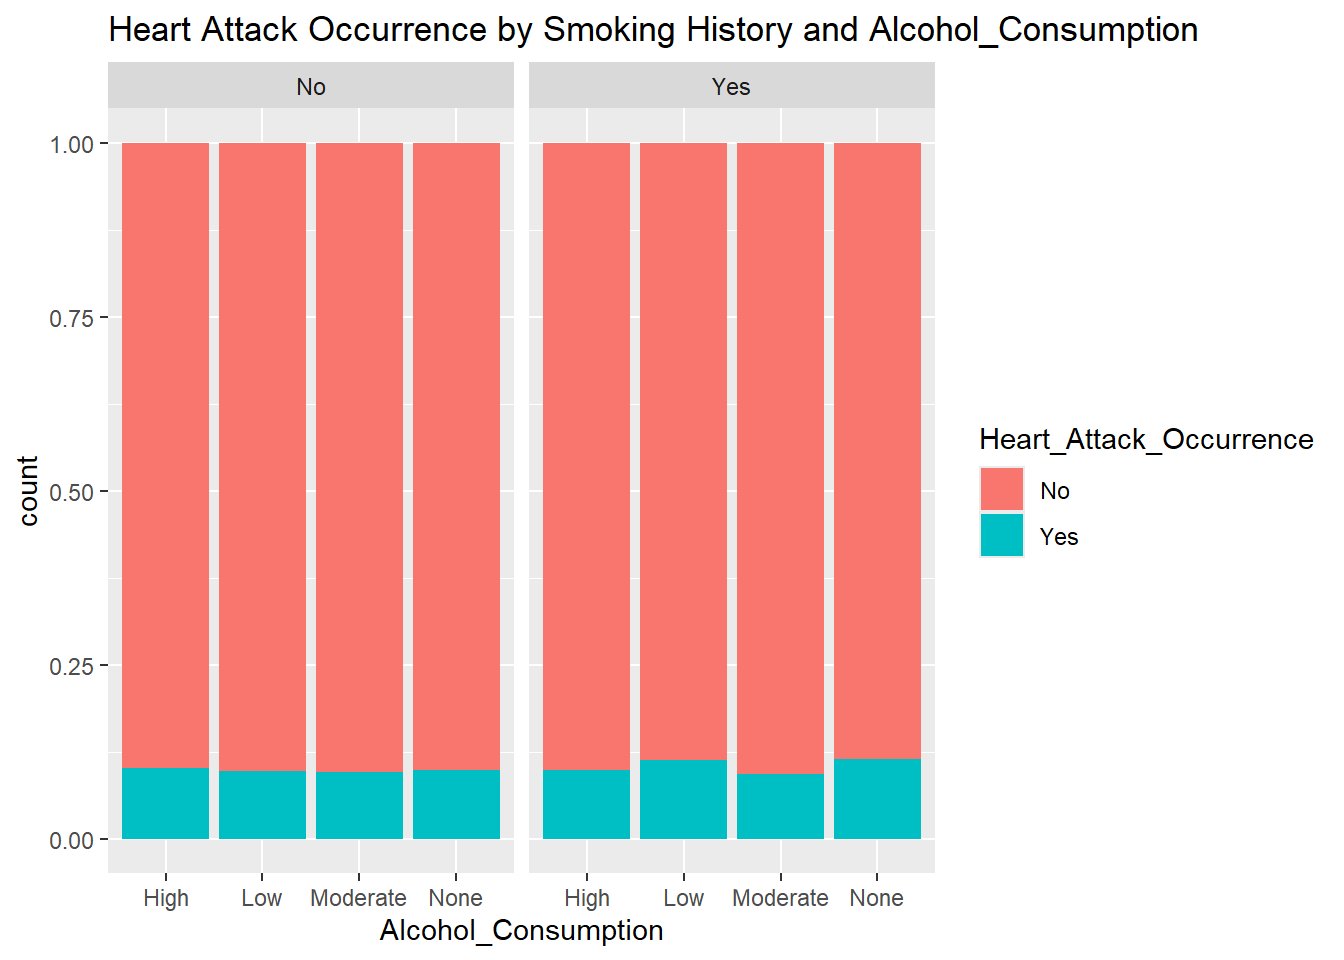 Heart Attack Occurrence by Smoking History and Alcohol_Consumption
No
Yes
1.00
0.75
0.50
0.25
0.00
count
High
Low
Moderate
None
High
Low
Moderate
None
Alcohol_Consumption
Heart_Attack_Occurrence
No
Yes